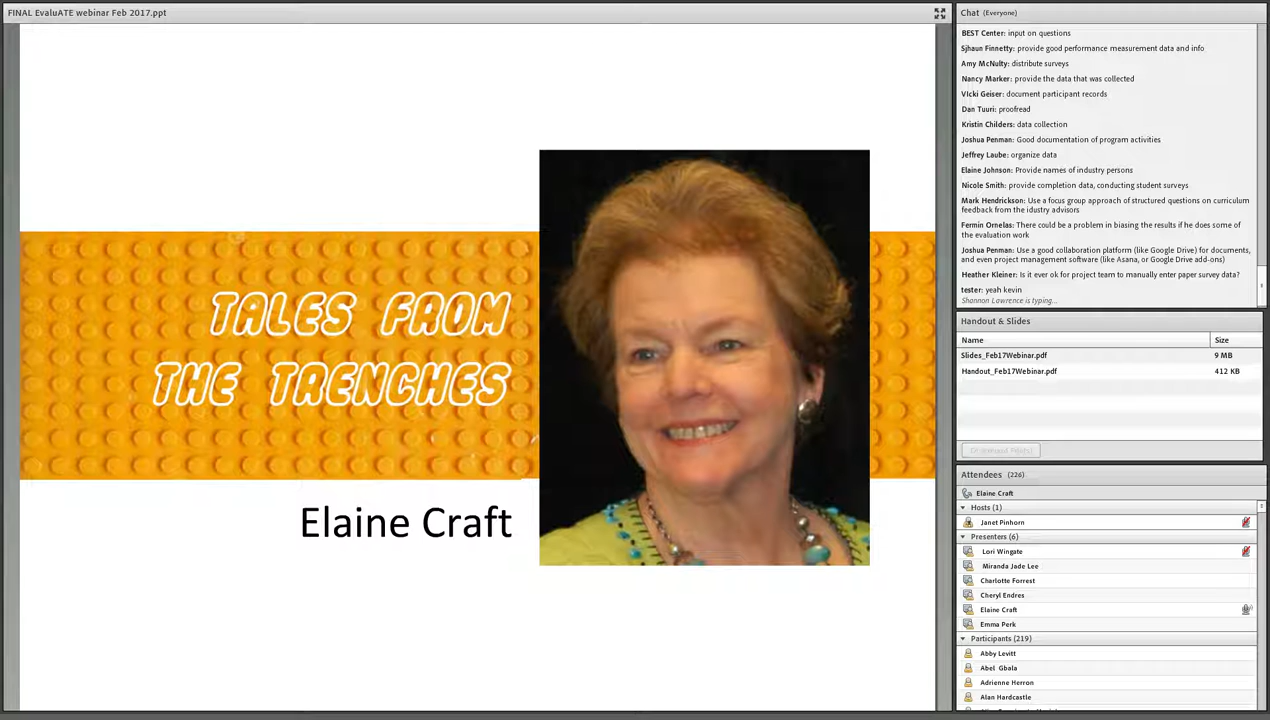 FINAL EvaluATE webinar Feb 2017.ppt
TALES FROM
THE TRENCHES
Elaine Craft
Chat (Everyone)
BEST Center: input on questions
Sjhaun Finnetty: provide good performance measurement data and info
Amy McNulty: distribute surveys
Nancy Marker: provide the data that was collected
VIcki Geiser: document participant records
Dan Tuuri: proofread
Kristin Childers: data collection
Joshua Penman: Good documentation of program activities
Jeffrey Laube: organize data
Elaine Johnson: Provide names of industry persons
Nicole Smith: provide completion data, conducting student surveys
Mark Hendrickson: Use a focus group approach of structured questions on curriculum
feedback from the idustry advisors
Fermin Ornelas: There could be a problem in biasing the results if he does some of
the evaluation work
Joshua Penman: Use a good collaboration platform (like Google Drive) for documents,
and even project management software (like Asana, or Google Drive add-ons)
Heather Kleiner: Is it ever ok for project team to manually enter paper survey data?
tester: yeah kevin
Shannon Lawrence is typing...
Handout & Slides
Name Size
Slides_Feb17Webinar.pdf 9 MB
Handout_Feb17Webinar.pdf 412 KB
Attendees (226)
Elaine Craft
Hosts (1)
Janet Pinhorn
Presenters (6)
Lori Wingate
Miranda Jade Lee
Charlotte Forrest
Cheryl Endres
Elaine Craft
Emma Perk
Participants (219)
Abby Levitt
Abel Gbala
Adrienne Herron
Alan Hardcastle